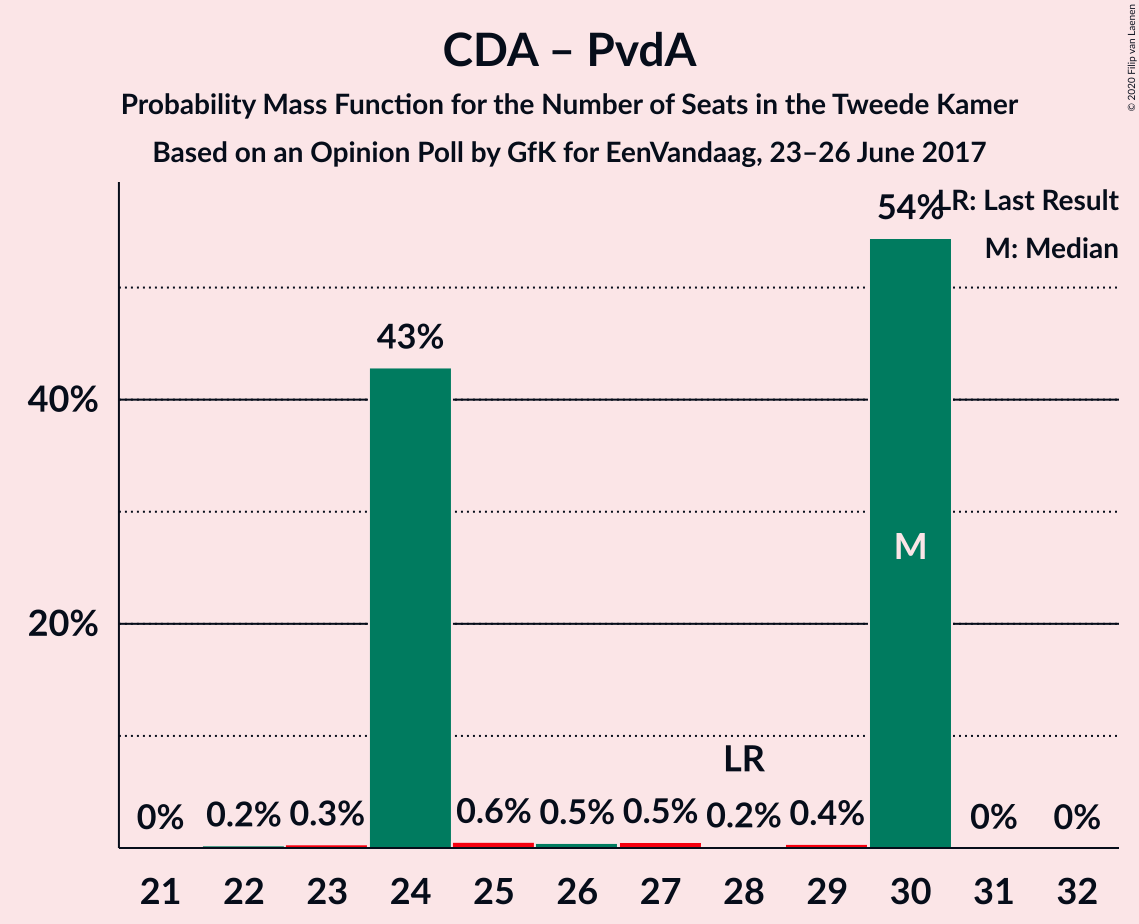 CDA – PvdA
Probability Mass Function for the Number of Seats in the Tweede Kamer
Based on an Opinion Poll by GfK for EenVandaag, 23–26 June 2017
© 2020 Filip van Laenen
LR: Last Result
M: Median
54%
43%
40%
M
20%
LR
0% 0.2% 0.3% 0.6% 0.5% 0.5% 0.2% 0.4% 0% 0%
21 22 23 24 25 26 27 28 29 30 31 32